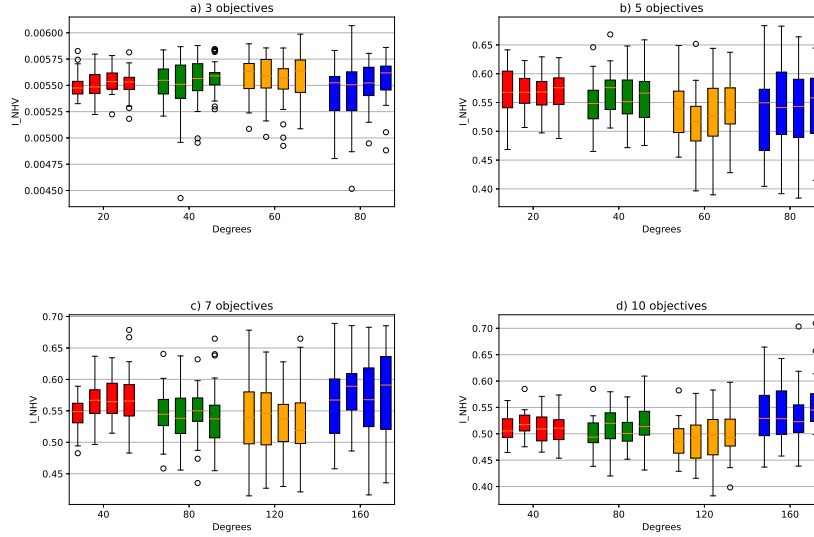 a) 3 objectives
I_NHV
0.00600
0.00575
0.00550
0.00525
0.00500
0.00475
0.00450
20 40 60 80
Degrees
b) 5 objectives
I_NHV
0.65
0.60
0.55
0.50
0.45
0.40
20 40 60 80
Degrees
c) 7 objectives
I_NHV
0.70
0.65
0.60
0.55
0.50
0.45
40 80 120 160
Degrees
d) 10 objectives
I_NHV
0.70
0.65
0.60
0.55
0.50
0.45
0.40
40 80 120 160
Degrees